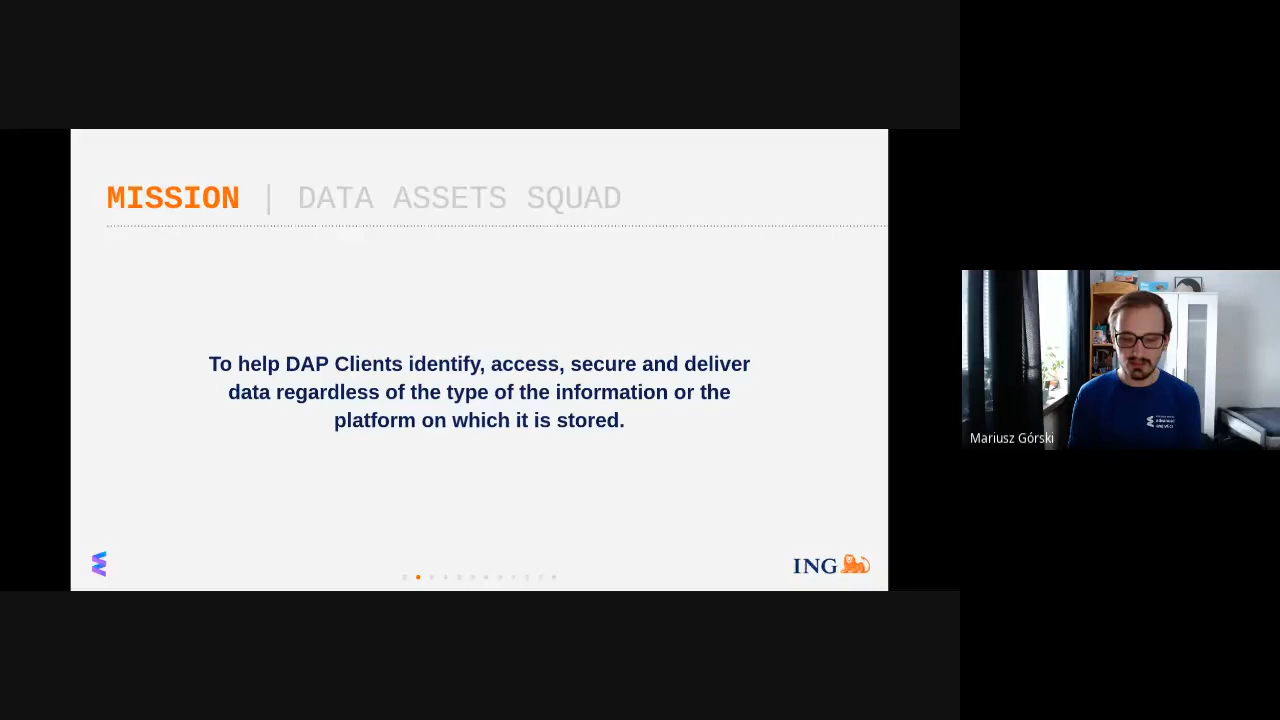 MISSION | DATA ASSETS SQUAD
To help DAP Clients identify, access, secure and deliver
data regardless of the type of the information or the
platform on which it is stored.
ING
Mariusz Górski